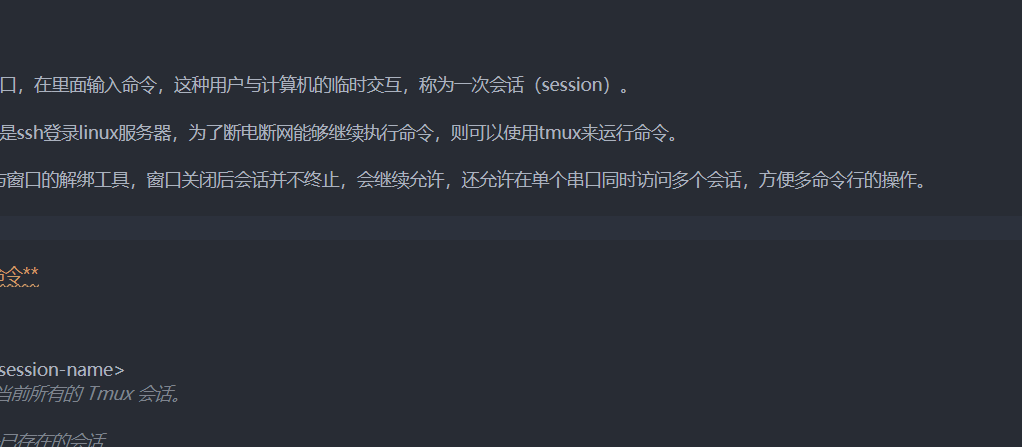 口，在里面输入命令，这种用户与计算机的临时交互，称为一次会话（session）。
是ssh登录linux服务器，为了断电断网能够继续执行命令，则可以使用tmux来运行命令。
与窗口的解绑工具，窗口关闭后会话并不终止，会继续允许，还允许在单个串口同时访问多个会话，方便多命令行的操作。
命令**
session-name>
当前所有的 Tmux 会话。
已存在的会话